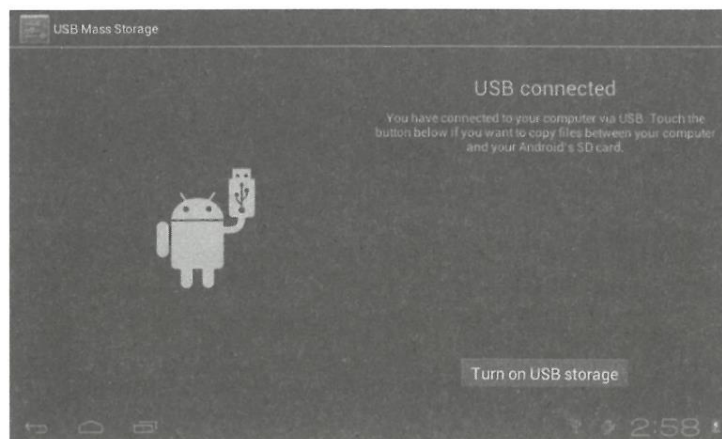 USB Mass Storage
USB connected
You have connected to your computer via USB. Touch the
button below if you want to copy files between your computer
and your Android's SD card.
Turn on USB storage
2:58